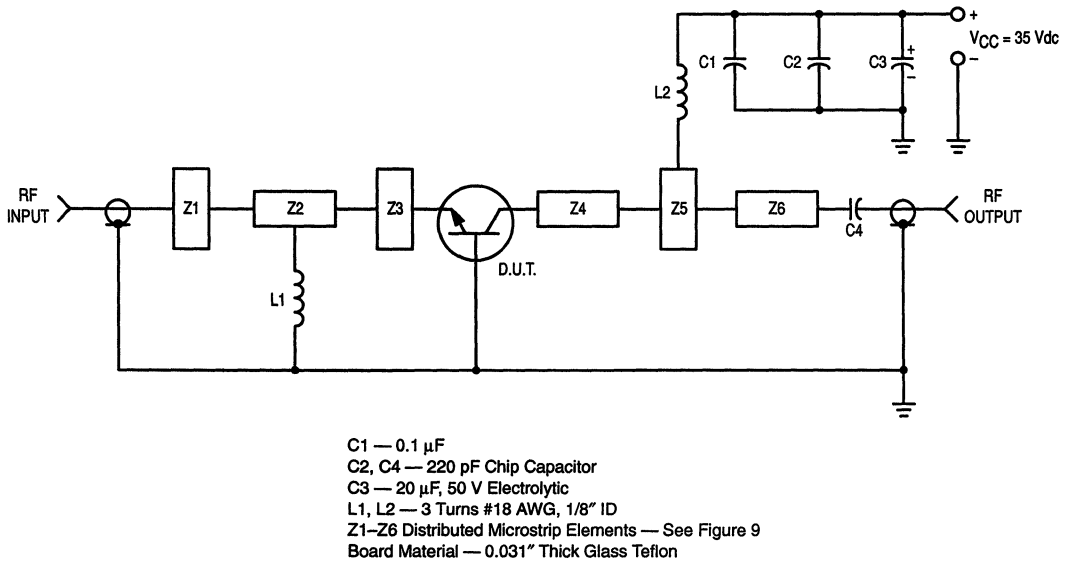 +
VCC = 35 Vdc
–
C1
C2
C3
+
–
L2
RF
INPUT
Z1
Z2
Z3
Z4
Z5
Z6
C4
RF
OUTPUT
D.U.T.
L1
C1 — 0.1 μF
C2, C4 — 220 pF Chip Capacitor
C3 — 20 μF, 50 V Electrolytic
L1, L2 — 3 Turns #18 AWG, 1/8″ ID
Z1–Z6 Distributed Microstrip Elements — See Figure 9
Board Material — 0.031″ Thick Glass Teflon